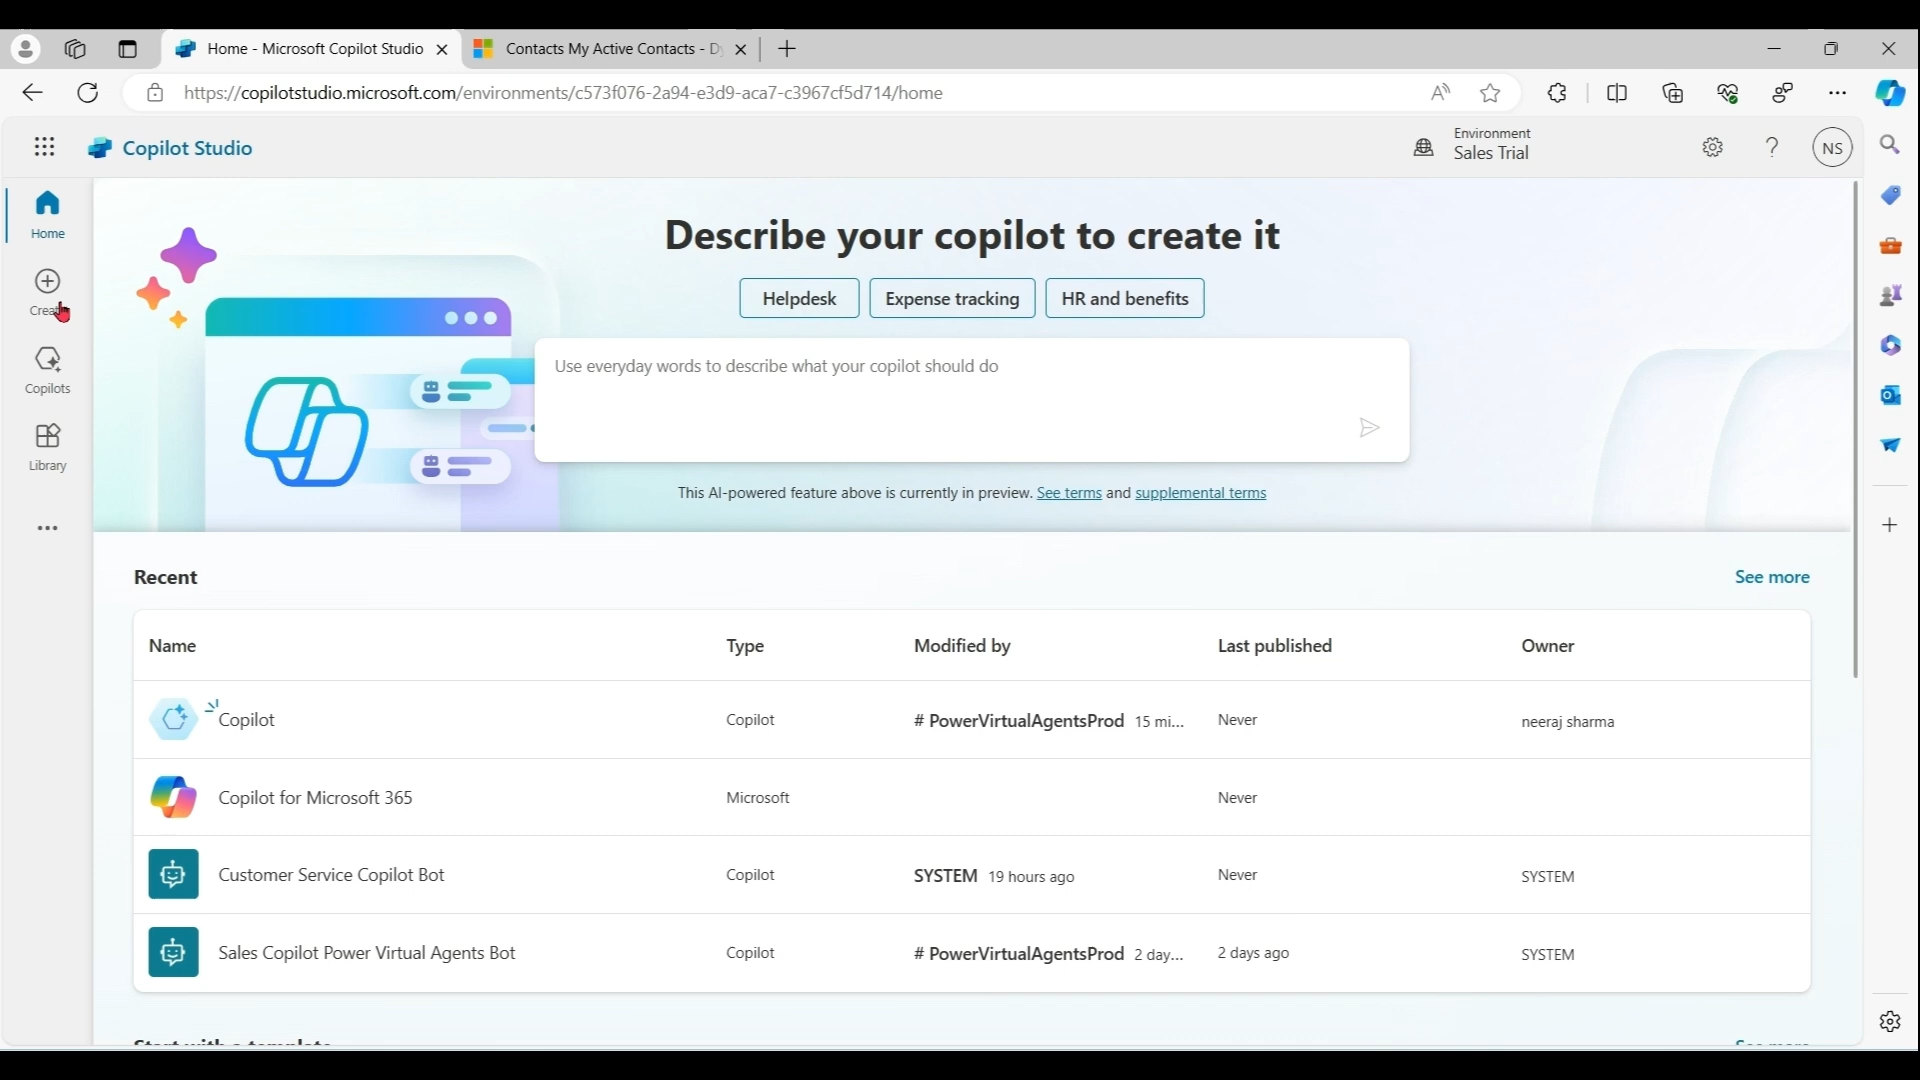 Home - Microsoft Copilot Studio
Contacts My Active Contacts - D
https://copilotstudio.microsoft.com/environments/c573f076-2a94-e3d9-aca7-c3967cf5d714/home
Copilot Studio
Environment
Sales Trial
NS
Home
Create
Copilots
Library
Describe your copilot to create it
Helpdesk Expense tracking HR and benefits
Use everyday words to describe what your copilot should do
This AI-powered feature above is currently in preview. See terms and supplemental terms
Recent See more
Name Type Modified by Last published Owner
Copilot Copilot # PowerVirtualAgentsProd 15 mi... Never neeraj sharma
Copilot for Microsoft 365 Microsoft Never
Customer Service Copilot Bot Copilot SYSTEM 19 hours ago Never SYSTEM
Sales Copilot Power Virtual Agents Bot Copilot # PowerVirtualAgentsProd 2 day... 2 days ago SYSTEM
Start with a template See more